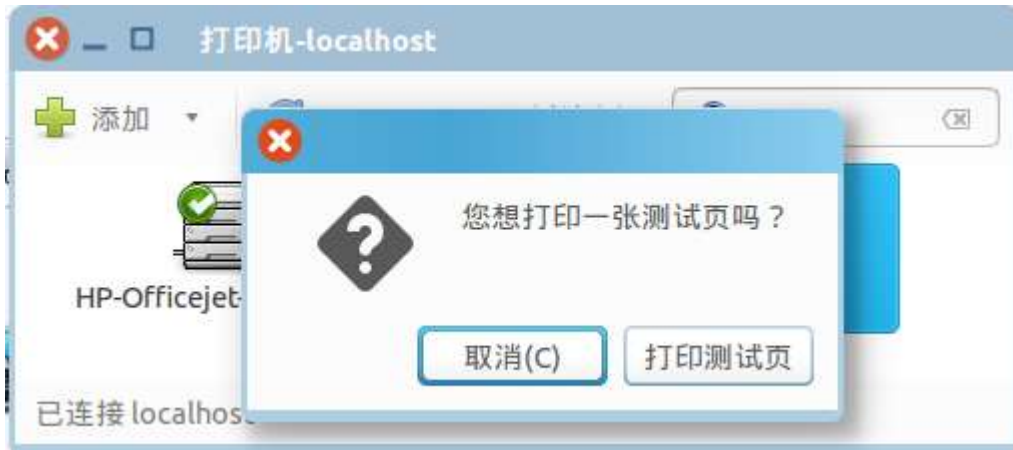 打印机-localhost
添加
您想打印一张测试页吗？
HP-Officejet-
取消(C)
打印测试页
已连接 localhost